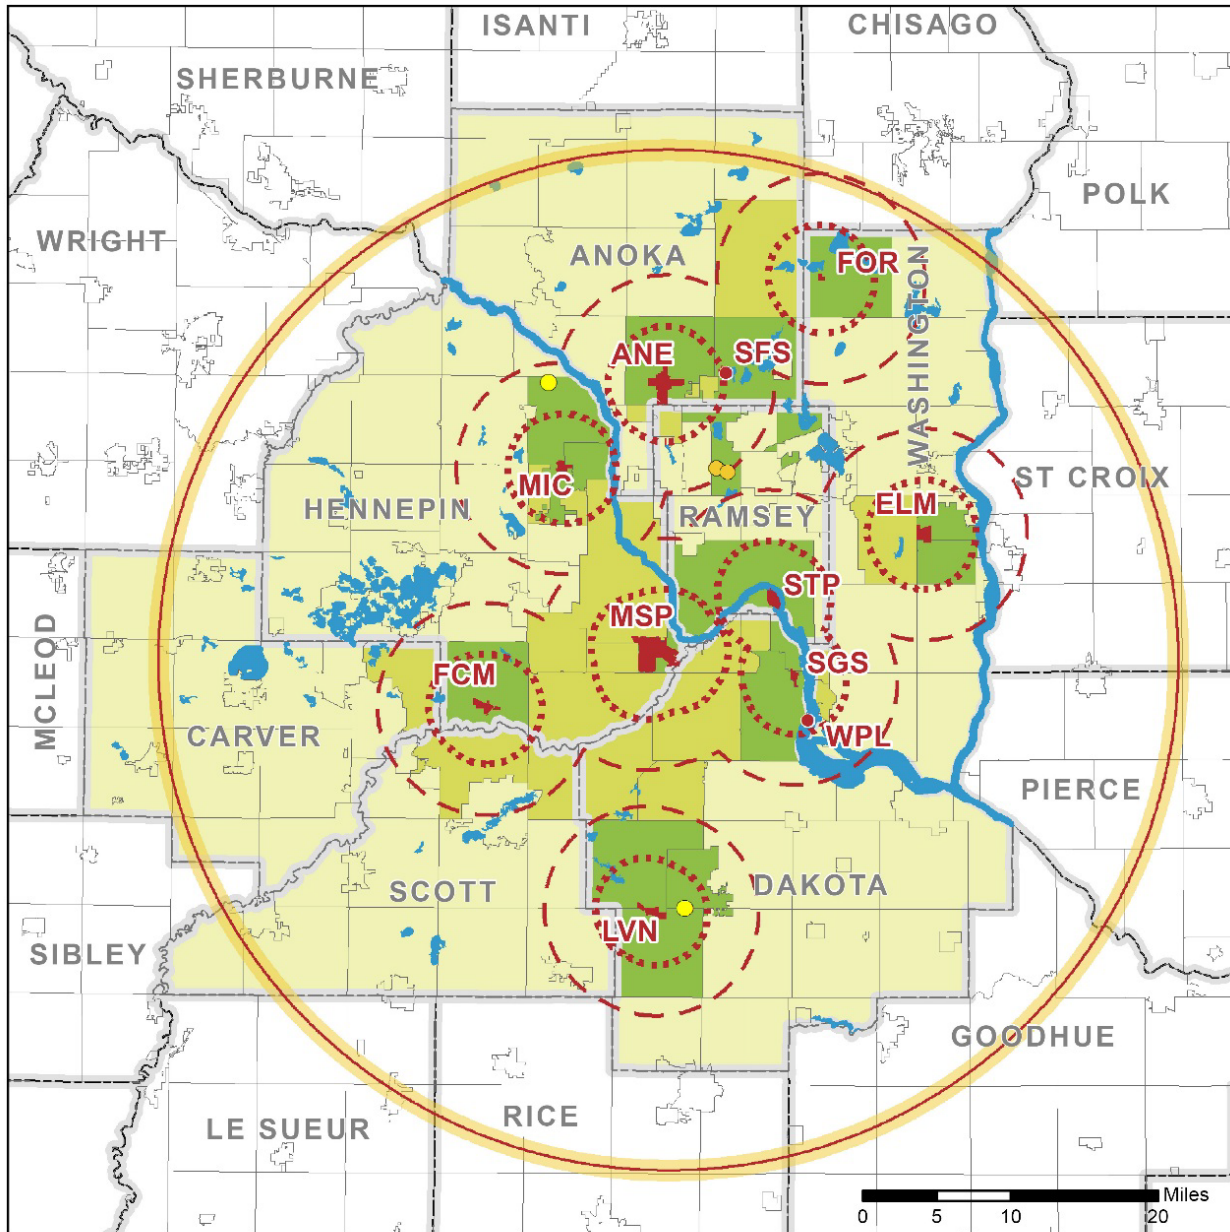 ISANTI
CHISAGO
SHERBURNE
POLK
WRIGHT
ANOKA
FOR
WASHINGTON
ANE
SFS
MIC
ST CROIX
HENNEPIN
RAMSEY
ELM
STP
MSP
MCLEOD
FCM
SGS
CARVER
WPL
PIERCE
SCOTT
DAKOTA
LVN
SIBLEY
GOODHUE
LE SUEUR
RICE
Miles
0 5 10 20